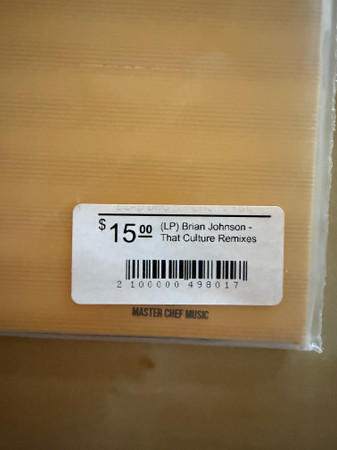 $15.00
(LP) Brian Johnson -
That Culture Remixes
2 100000 498017
MASTER CHEF MUSIC